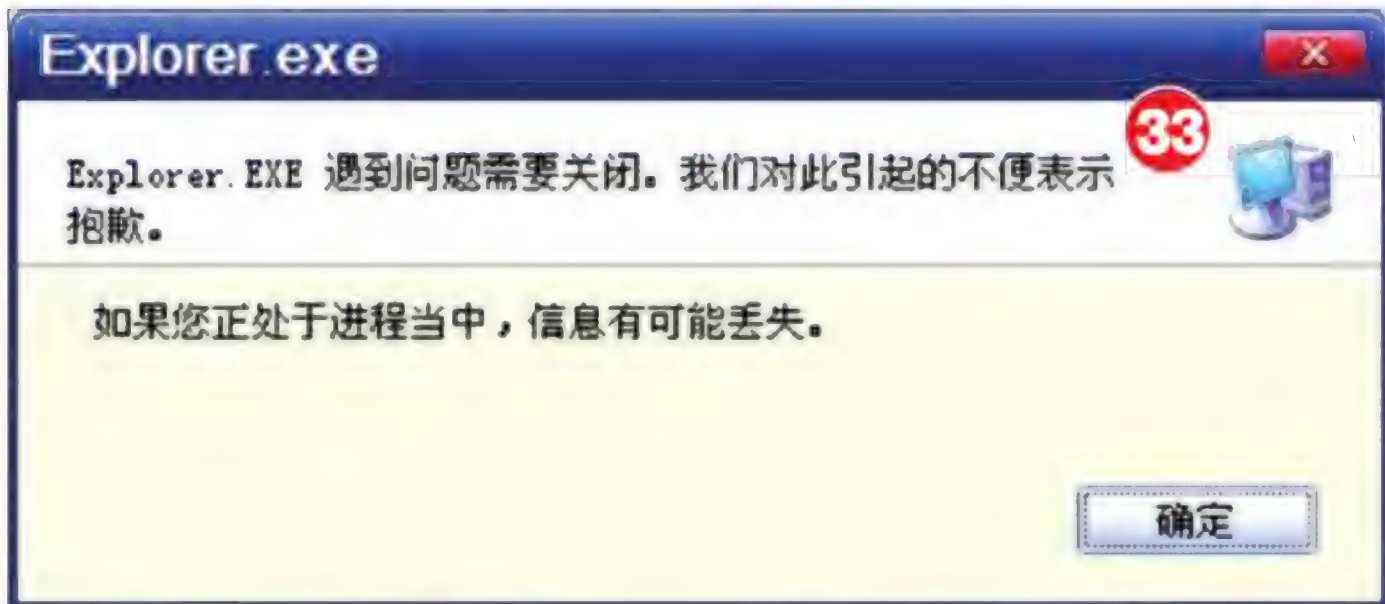 Explorer.exe
33
Explorer.EXE 遇到问题需要关闭。我们对此引起的不便表示
抱歉。
如果您正处于进程当中，信息有可能丢失。
确定